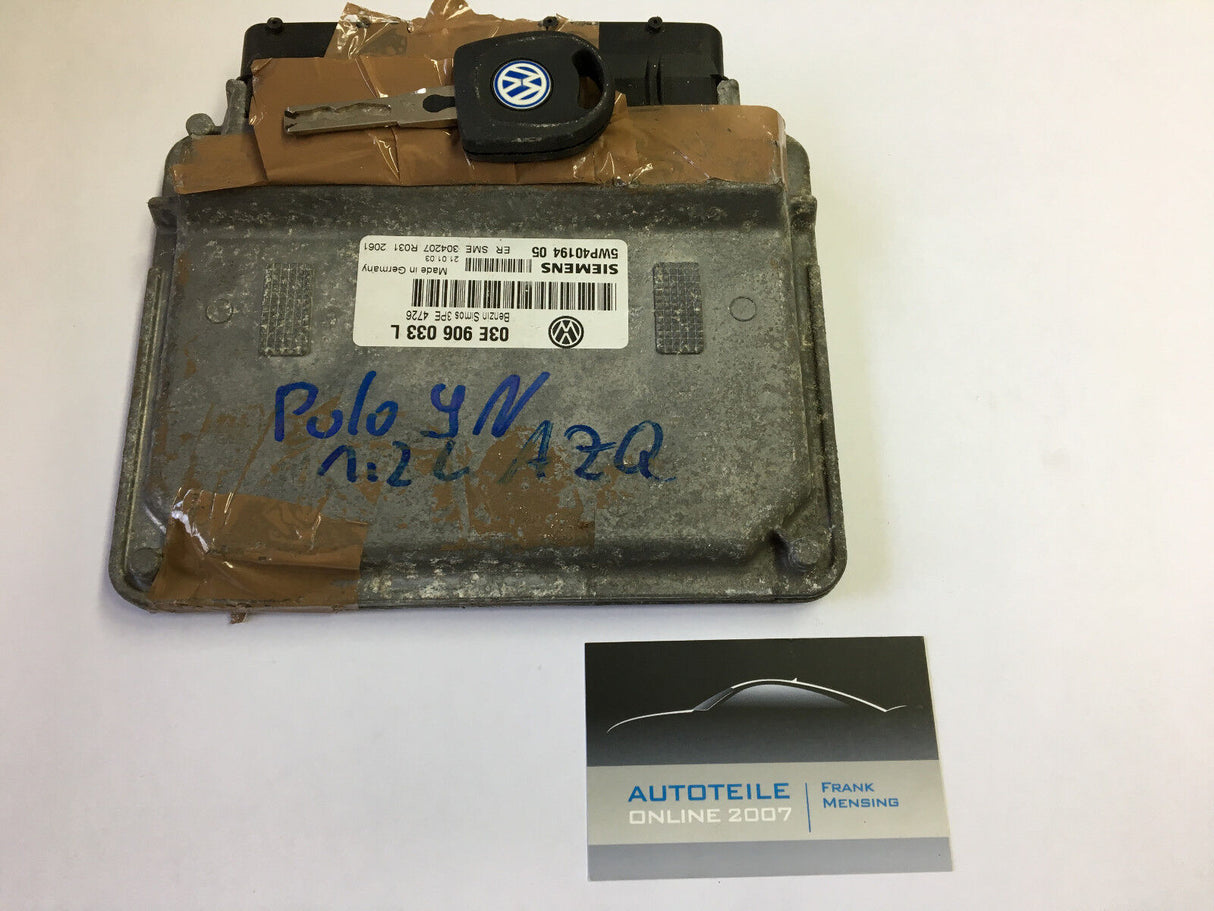 03E 906 033 L
Benzin Simos 3PE 4726
SIEMENS
Made in Germany
21.01.03
5WP40194 05
ER SME 304207 R031 2061
Polo 9N
1.2L AZQ
AUTOTEILE
ONLINE 2007
FRANK
MENSING